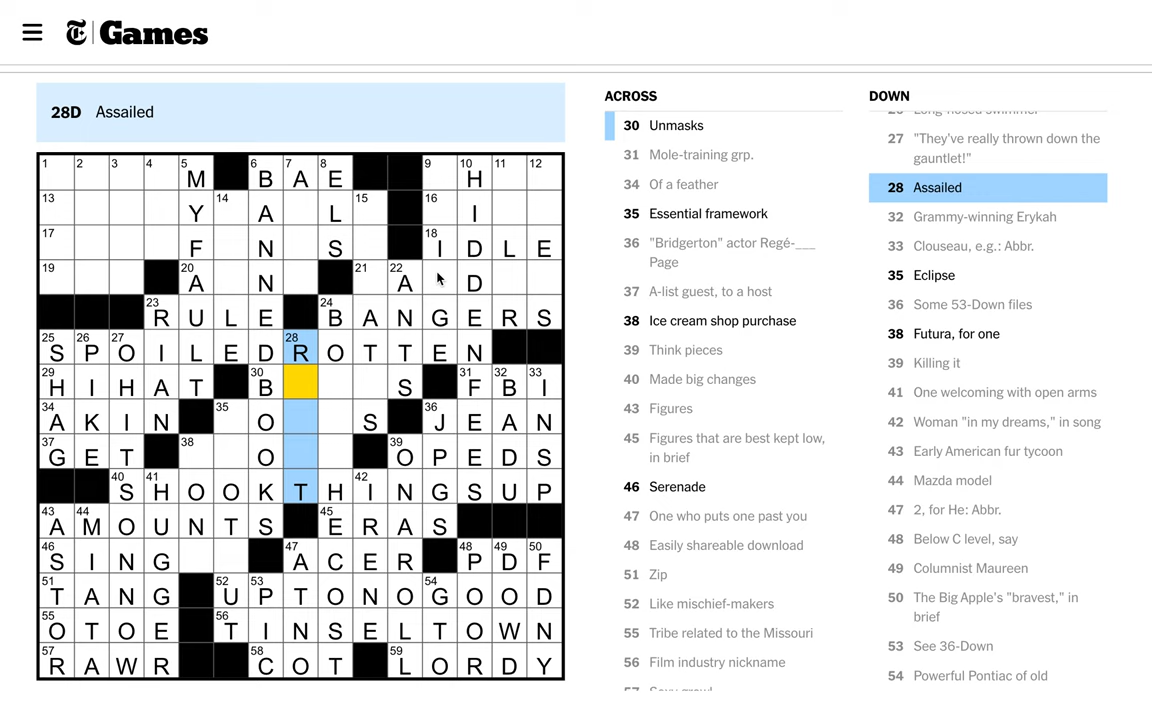 Games
28D Assailed
1 2 3 4 5 6 7 8 9 10 11 12
M B A E H
13 14 15 16
Y A L I
17 18
F N S I D L E
19 20 21 22
A N A D
23 24
R U L E B A N G E R S
25 26 27 28
S P O I L E D R O T T E N
29 30 31 32 33
H I H A T B S F B I
34 35 36
A K I N O S J E A N
37 38 39
G E T O O P E D S
40 41 42
S H O O K T H I N G S U P
43 44 45
A M O U N T S E R A S
46 47 48 49 50
S I N G A C E R P D F
51 52 53 54
T A N G U P T O N O G O O D
55 56
O T O E T I N S E L T O W N
57 58 59
R A W R C O T L O R D Y
ACROSS
30 Unmasks
31 Mole-training grp.
34 Of a feather
35 Essential framework
36 "Bridgerton" actor Regé-___
Page
37 A-list guest, to a host
38 Ice cream shop purchase
39 Think pieces
40 Made big changes
43 Figures
45 Figures that are best kept low,
in brief
46 Serenade
47 One who puts one past you
48 Easily shareable download
51 Zip
52 Like mischief-makers
55 Tribe related to the Missouri
56 Film industry nickname
DOWN
27 "They've really thrown down the
gauntlet!"
28 Assailed
32 Grammy-winning Erykah
33 Clouseau, e.g.: Abbr.
35 Eclipse
36 Some 53-Down files
38 Futura, for one
39 Killing it
41 One welcoming with open arms
42 Woman "in my dreams," in song
43 Early American fur tycoon
44 Mazda model
47 2, for He: Abbr.
48 Below C level, say
49 Columnist Maureen
50 The Big Apple's "bravest," in
brief
53 See 36-Down
54 Powerful Pontiac of old